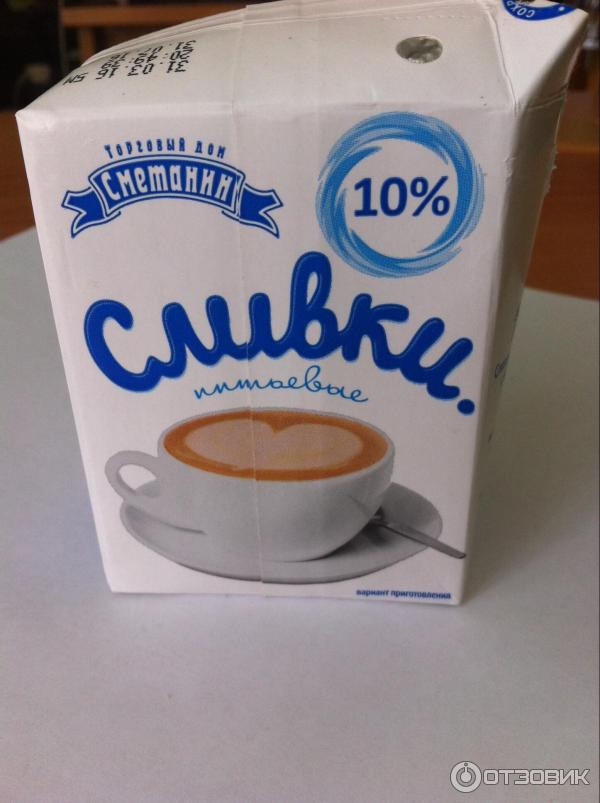 ТОРГОВЫЙ ДОМ
СМЕТАНИН
10%
Сливки.
питьевые
вариант приготовления
ОТЗОВИК